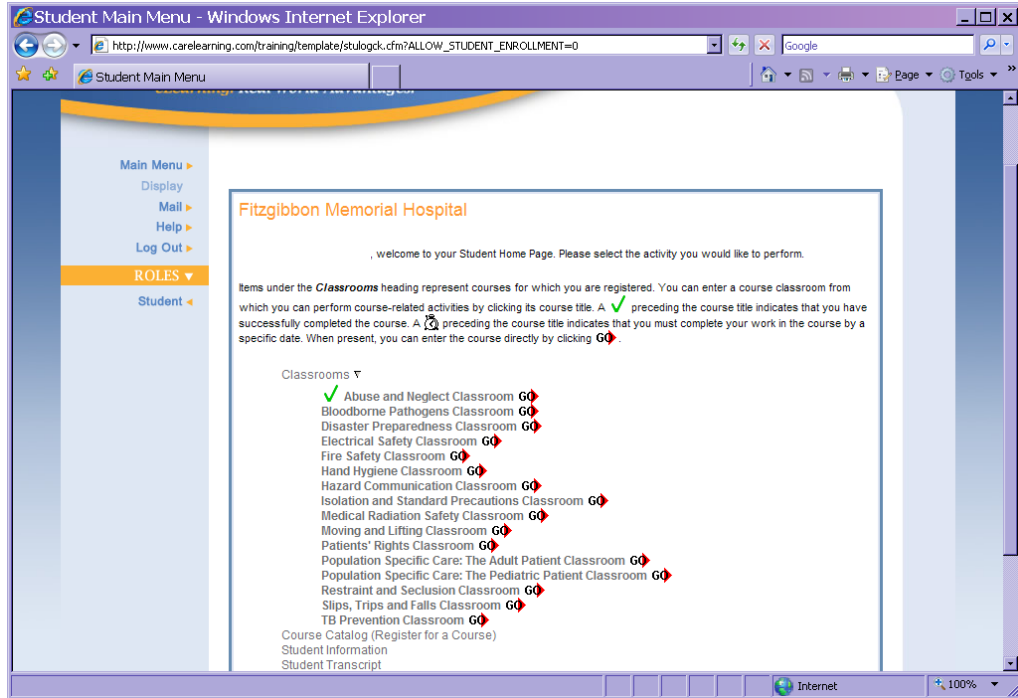 Student Main Menu - Windows Internet Explorer
http://www.carelearning.com/training/template/stulogck.cfm?ALLOW_STUDENT_ENROLLMENT=0
Google
Student Main Menu
Page
Tools
eLearning. Real World Advantages.
Main Menu
Display
Mail
Help
Log Out
ROLES
Student
Fitzgibbon Memorial Hospital
, welcome to your Student Home Page. Please select the activity you would like to perform.
Items under the Classrooms heading represent courses for which you are registered. You can enter a course classroom from
which you can perform course-related activities by clicking its course title. A ✓ preceding the course title indicates that you have
successfully completed the course. A preceding the course title indicates that you must complete your work in the course by a
specific date. When present, you can enter the course directly by clicking GO .
Classrooms
✓ Abuse and Neglect Classroom GO
Bloodborne Pathogens Classroom GO
Disaster Preparedness Classroom GO
Electrical Safety Classroom GO
Fire Safety Classroom GO
Hand Hygiene Classroom GO
Hazard Communication Classroom GO
Isolation and Standard Precautions Classroom GO
Medical Radiation Safety Classroom GO
Moving and Lifting Classroom GO
Patients' Rights Classroom GO
Population Specific Care: The Adult Patient Classroom GO
Population Specific Care: The Pediatric Patient Classroom GO
Restraint and Seclusion Classroom GO
Slips, Trips and Falls Classroom GO
TB Prevention Classroom GO
Course Catalog (Register for a Course)
Student Information
Student Transcript
Internet
100%